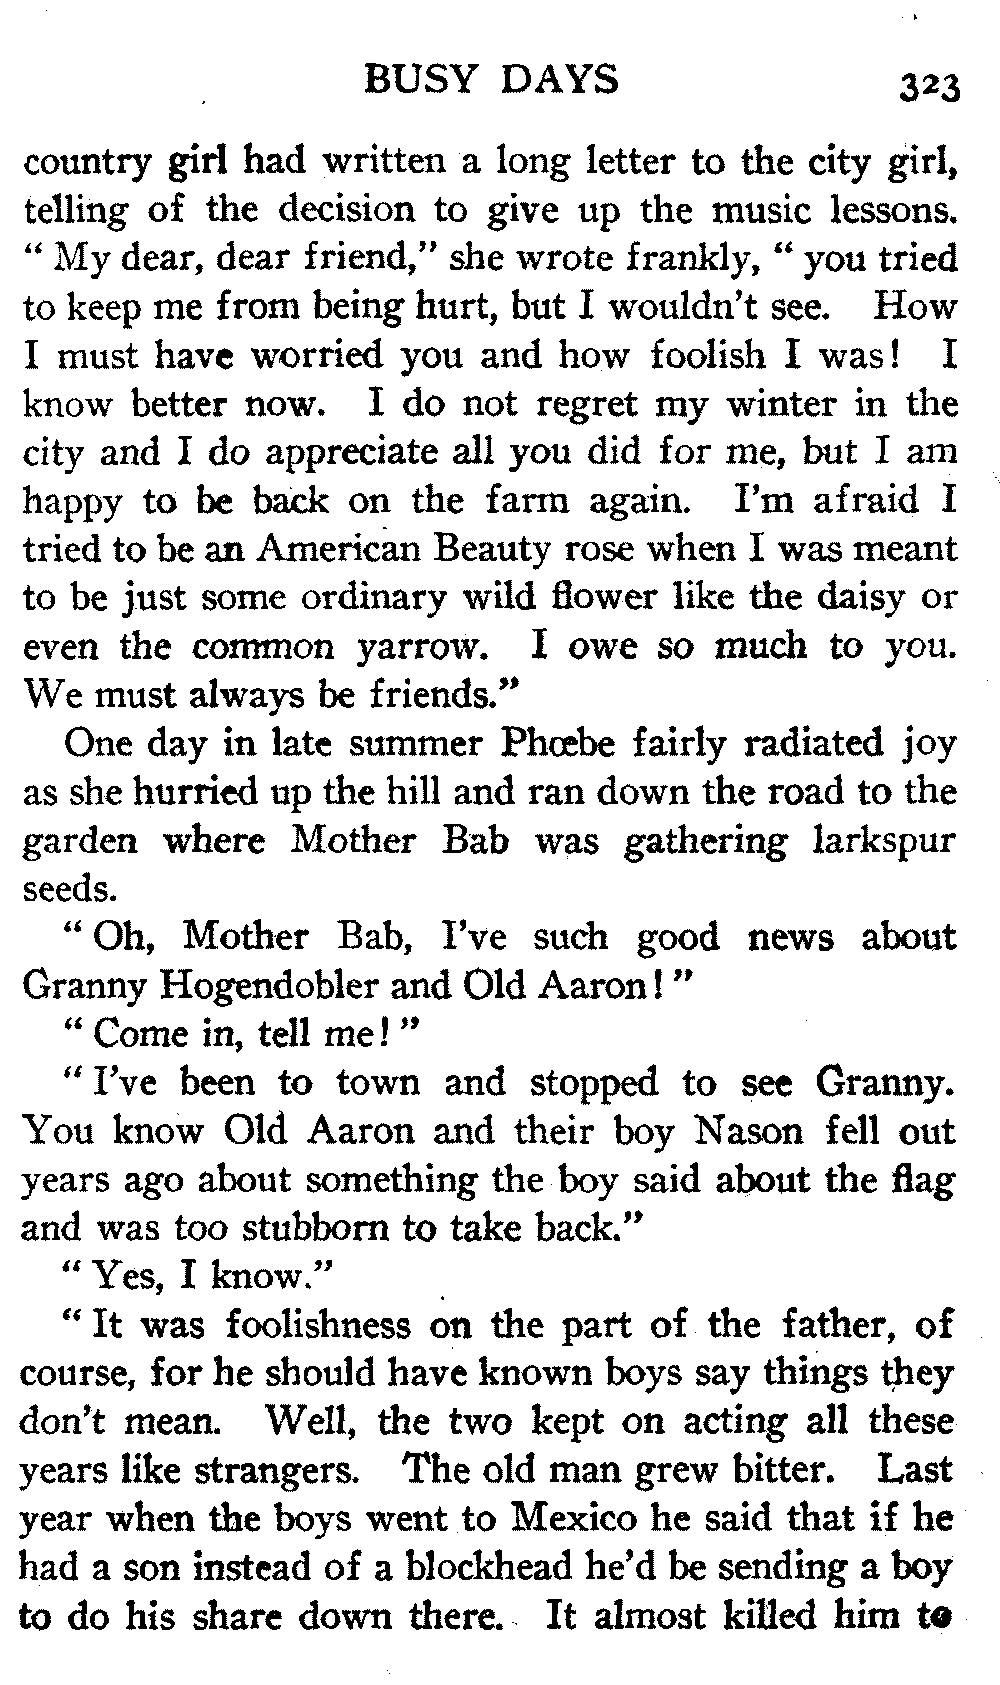 BUSY DAYS 323
country girl had written a long letter to the city girl,
telling of the decision to give up the music lessons.
“ My dear, dear friend,” she wrote frankly, “ you tried
to keep me from being hurt, but I wouldn’t see. How
I must have worried you and how foolish I was! I
know better now. I do not regret my winter in the
city and I do appreciate all you did for me, but I am
happy to be back on the farm again. I’m afraid I
tried to be an American Beauty rose when I was meant
to be just some ordinary wild flower like the daisy or
even the common yarrow. I owe so much to you.
We must always be friends.”
One day in late summer Phœbe fairly radiated joy
as she hurried up the hill and ran down the road to the
garden where Mother Bab was gathering larkspur
seeds.
“ Oh, Mother Bab, I’ve such good news about
Granny Hogendobler and Old Aaron! ”
“ Come in, tell me! ”
“ I’ve been to town and stopped to see Granny.
You know Old Aaron and their boy Nason fell out
years ago about something the boy said about the flag
and was too stubborn to take back.”
“ Yes, I know.”
“ It was foolishness on the part of the father, of
course, for he should have known boys say things they
don’t mean. Well, the two kept on acting all these
years like strangers. The old man grew bitter. Last
year when the boys went to Mexico he said that if he
had a son instead of a blockhead he’d be sending a boy
to do his share down there. It almost killed him to